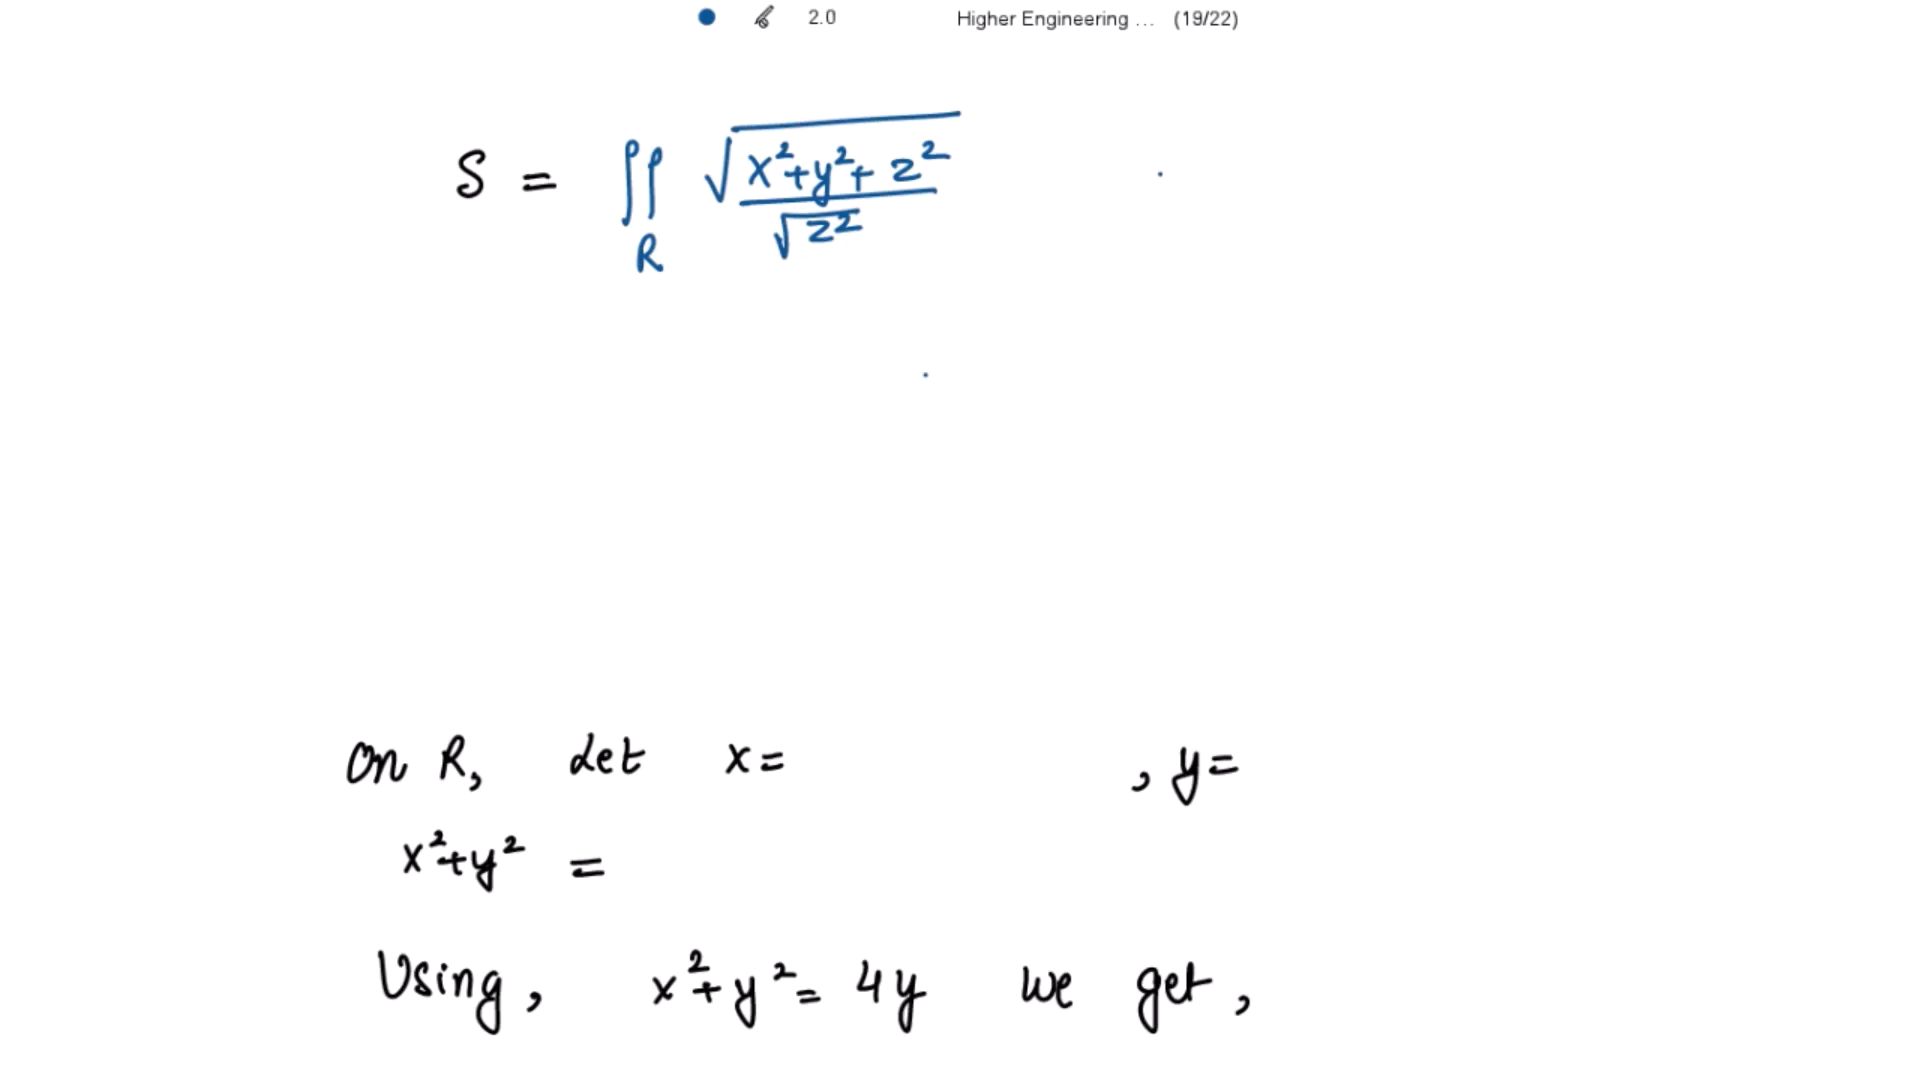 2.0 Higher Engineering ... (19/22)
S = ∬ √(x²+y²+z²)
√z²
R
On R, Let x= , y=
x²+y² =
Using, x²+y²= 4y we get,